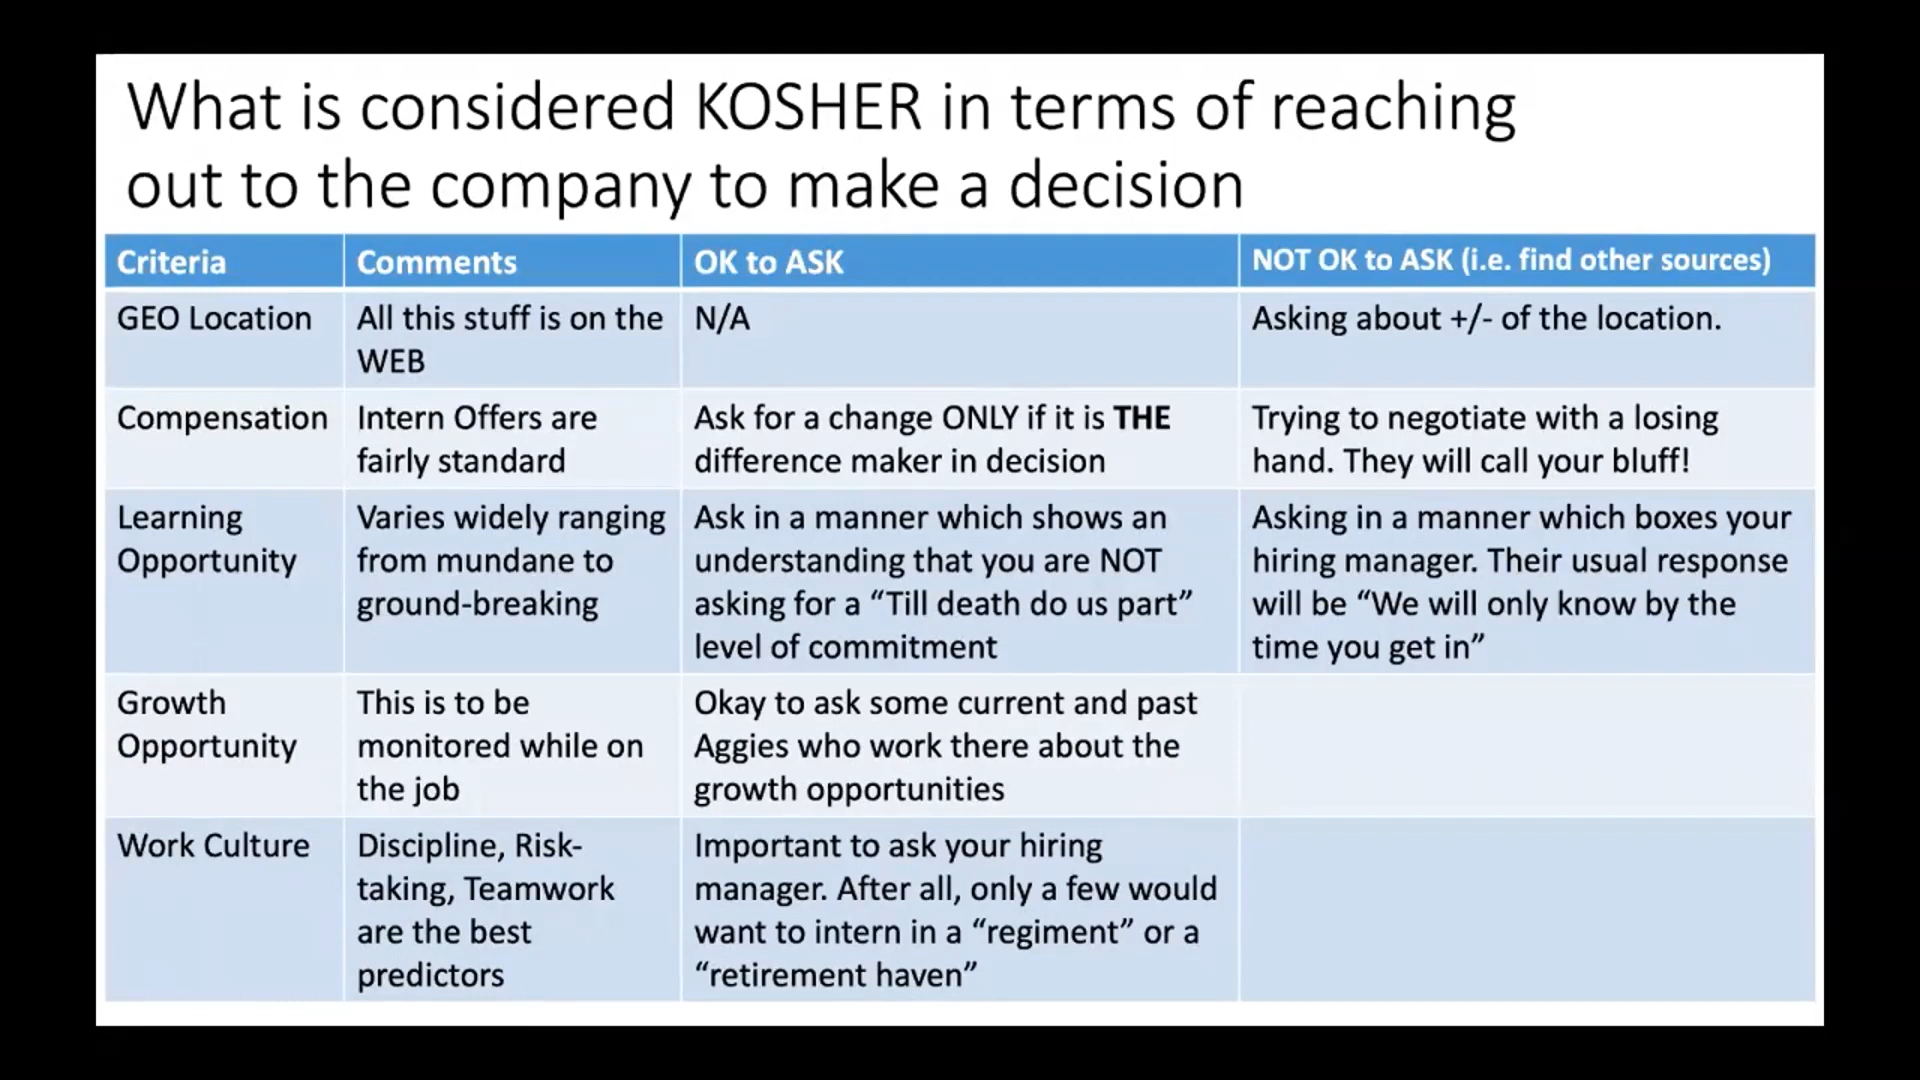 What is considered KOSHER in terms of reaching
out to the company to make a decision
Criteria
Comments
OK to ASK
NOT OK to ASK (i.e. find other sources)
GEO Location
All this stuff is on the
WEB
N/A
Asking about +/- of the location.
Compensation
Intern Offers are
fairly standard
Ask for a change ONLY if it is THE
difference maker in decision
Trying to negotiate with a losing
hand. They will call your bluff!
Learning
Opportunity
Varies widely ranging
from mundane to
ground-breaking
Ask in a manner which shows an
understanding that you are NOT
asking for a “Till death do us part”
level of commitment
Asking in a manner which boxes your
hiring manager. Their usual response
will be “We will only know by the
time you get in”
Growth
Opportunity
This is to be
monitored while on
the job
Okay to ask some current and past
Aggies who work there about the
growth opportunities
Work Culture
Discipline, Risk-
taking, Teamwork
are the best
predictors
Important to ask your hiring
manager. After all, only a few would
want to intern in a “regiment” or a
“retirement haven”